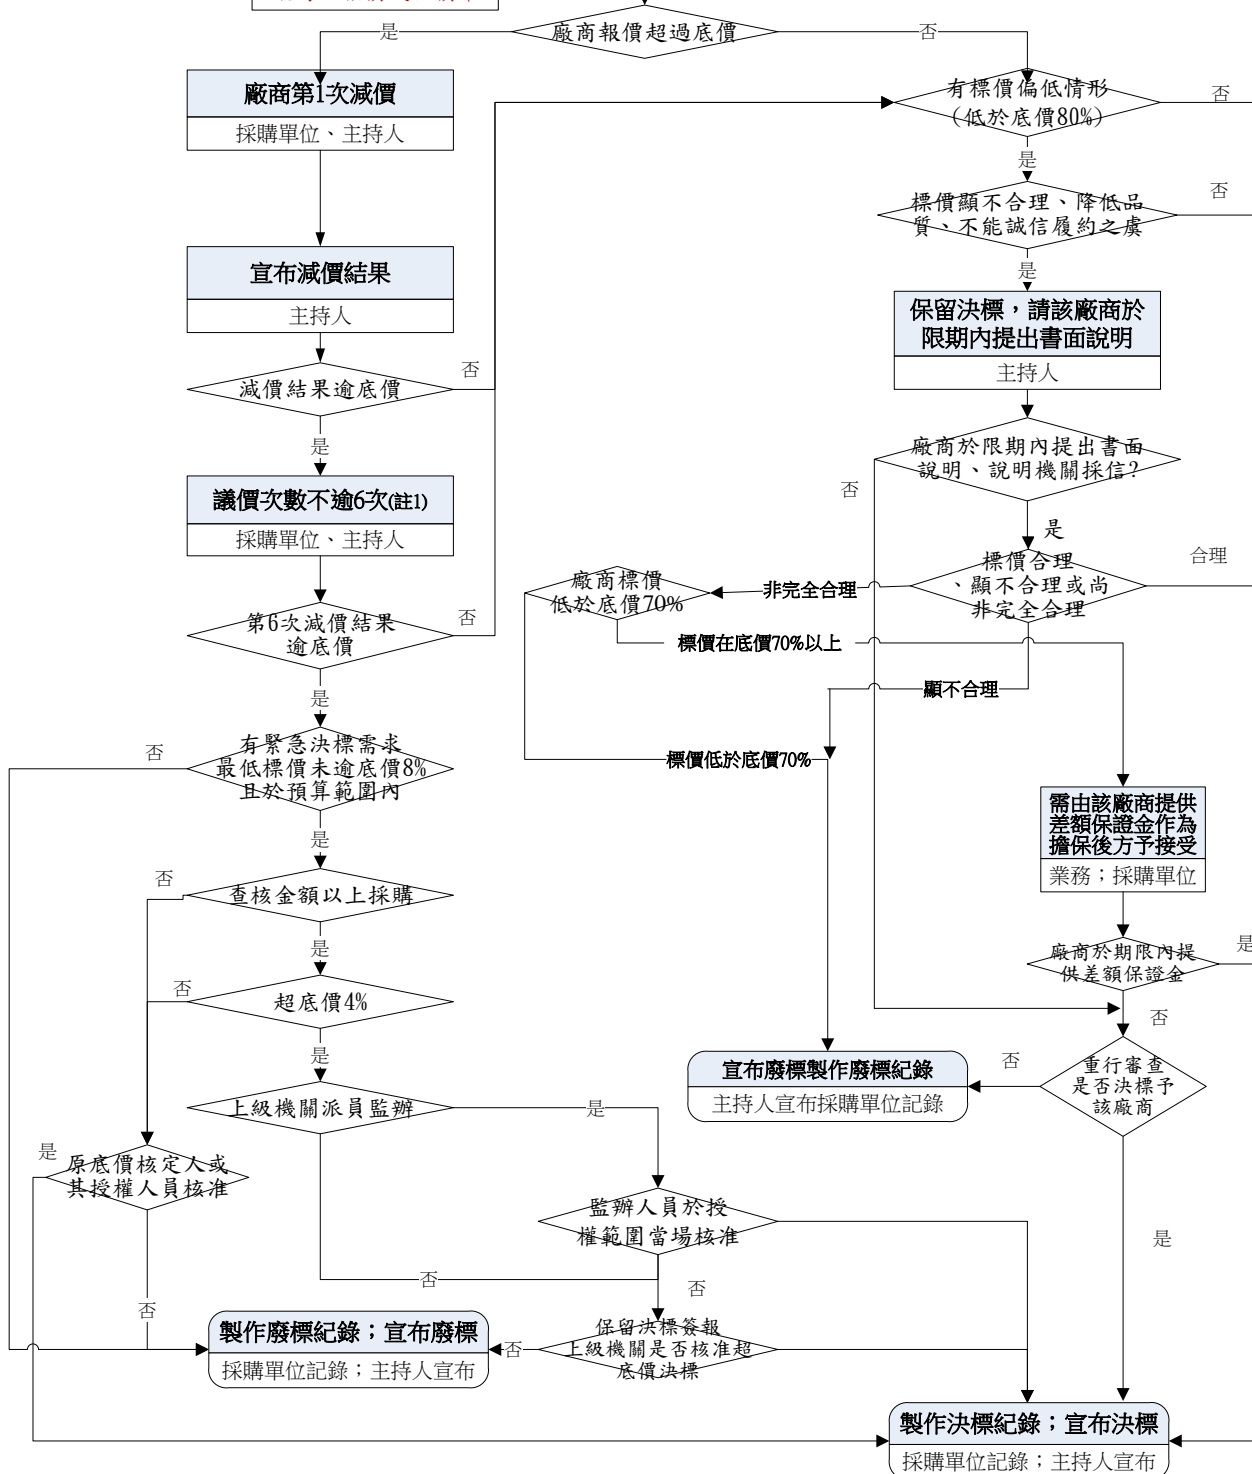 廠商報價超過底價
是
否
廠商第1次減價
採購單位、主持人
有標價偏低情形
(低於底價80%)
否
是
標價顯不合理、降低品
質、不能誠信履約之虞
否
是
宣布減價結果
主持人
保留決標，請該廠商於
限期內提出書面說明
主持人
減價結果逾底價
否
是
廠商於限期內提出書面
說明、說明機關採信?
否
是
議價次數不逾6次(註1)
採購單位、主持人
標價合理
、顯不合理或尚
非完全合理
合理
非完全合理
廠商標價
低於底價70%
第6次減價結果
逾底價
否
是
標價在底價70%以上
顯不合理
標價低於底價70%
有緊急決標需求
最低標價未逾底價8%
且於預算範圍內
否
是
需由該廠商提供
差額保證金作為
擔保後方予接受
業務；採購單位
查核金額以上採購
否
是
廠商於期限內提
供差額保證金
是
否
超底價4%
否
是
宣布廢標製作廢標紀錄
主持人宣布採購單位記錄
否
重行審查
是否決標予
該廠商
是
上級機關派員監辦
是
否
原底價核定人或
其授權人員核准
是
否
監辦人員於授
權範圍當場核准
否
製作廢標紀錄；宣布廢標
採購單位記錄；主持人宣布
否
保留決標簽報
上級機關是否核准超
底價決標
製作決標紀錄；宣布決標
採購單位記錄；主持人宣布